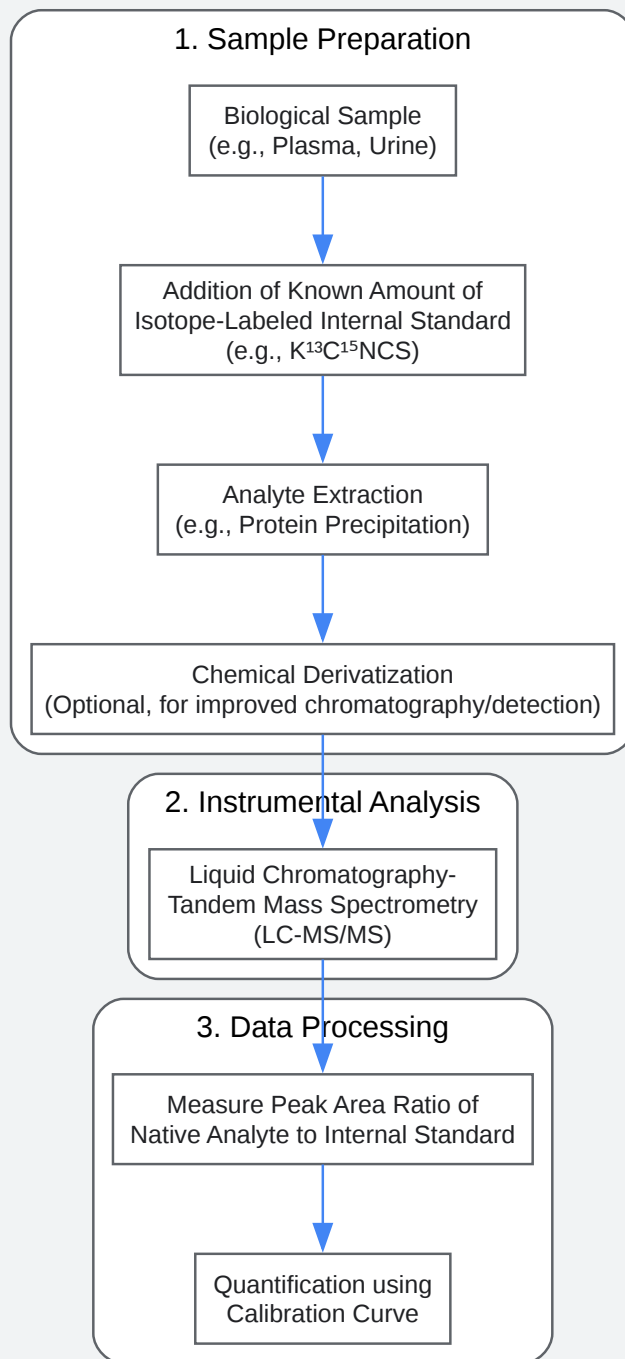 1. Sample Preparation
Biological Sample
(e.g., Plasma, Urine)
Addition of Known Amount of
Isotope-Labeled Internal Standard
(e.g., K¹³C¹⁵NCS)
Analyte Extraction
(e.g., Protein Precipitation)
Chemical Derivatization
(Optional, for improved chromatography/detection)
2. Instrumental Analysis
Liquid Chromatography-
Tandem Mass Spectrometry
(LC-MS/MS)
3. Data Processing
Measure Peak Area Ratio of
Native Analyte to Internal Standard
Quantification using
Calibration Curve